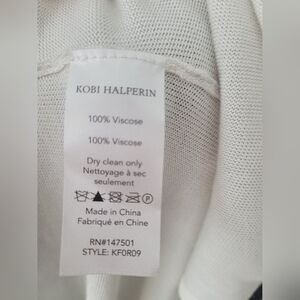 KOBI HALPERIN
100% Viscose
100% Viscose
Dry clean only
Nettoyage à sec
seulement
Made in China
Fabriqué en Chine
RN#147501
STYLE: KF0R09